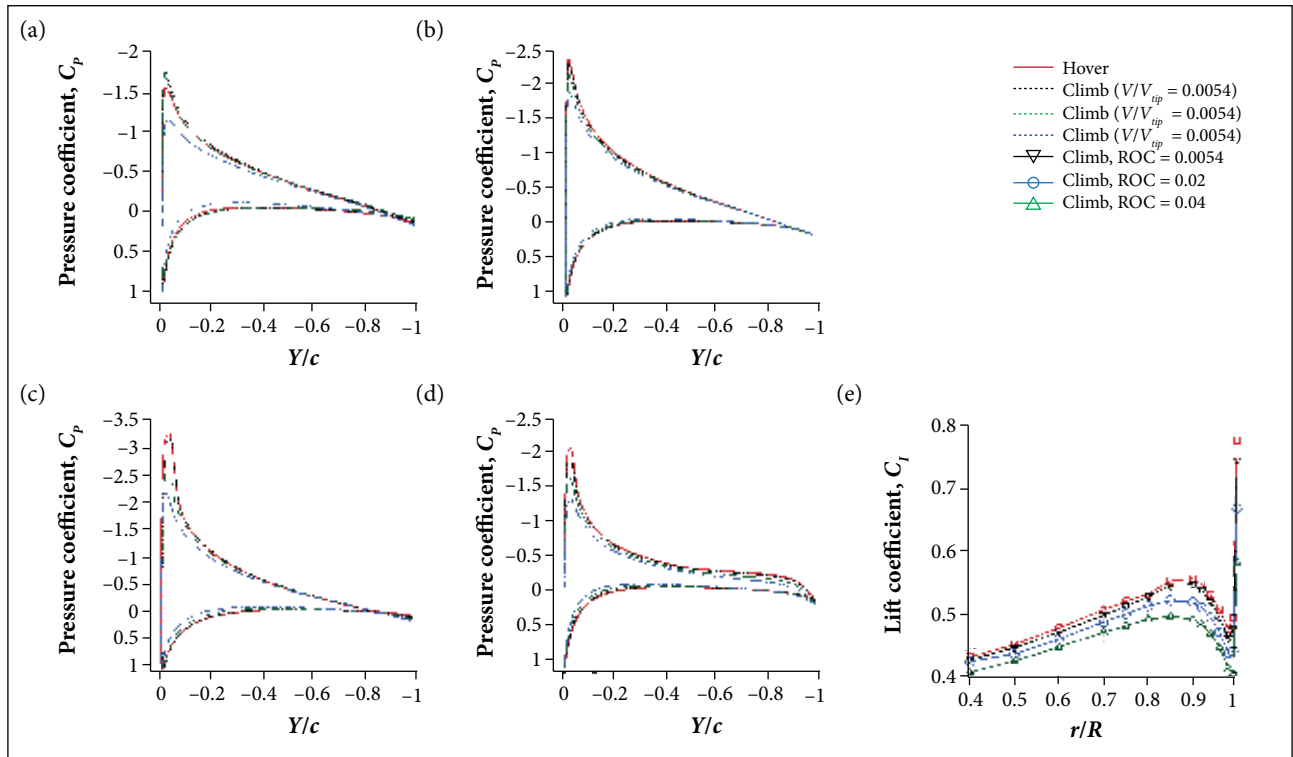 (a)
Pressure coefficient, CP
–2
–1.5
–1
–0.5
0
0.5
1
0 –0.2 –0.4 –0.6 –0.8 –1
Y/c
(b)
Pressure coefficient, CP
–2.5
–2
–1.5
–1
–0.5
0
0.5
1
0 –0.2 –0.4 –0.6 –0.8 –1
Y/c
Hover
Climb (V/Vtip = 0.0054)
Climb (V/Vtip = 0.0054)
Climb (V/Vtip = 0.0054)
Climb, ROC = 0.0054
Climb, ROC = 0.02
Climb, ROC = 0.04
(c)
Pressure coefficient, CP
–3.5
–3
–2.5
–2
–1.5
–1
–0.5
0
0.5
1
0 –0.2 –0.4 –0.6 –0.8 –1
Y/c
(d)
Pressure coefficient, CP
–2.5
–2
–1.5
–1
–0.5
0
0.5
1
0 –0.2 –0.4 –0.6 –0.8 –1
Y/c
(e)
Lift coefficient, CI
0.8
0.7
0.6
0.5
0.4
0.4 0.5 0.6 0.7 0.8 0.9 1
r/R